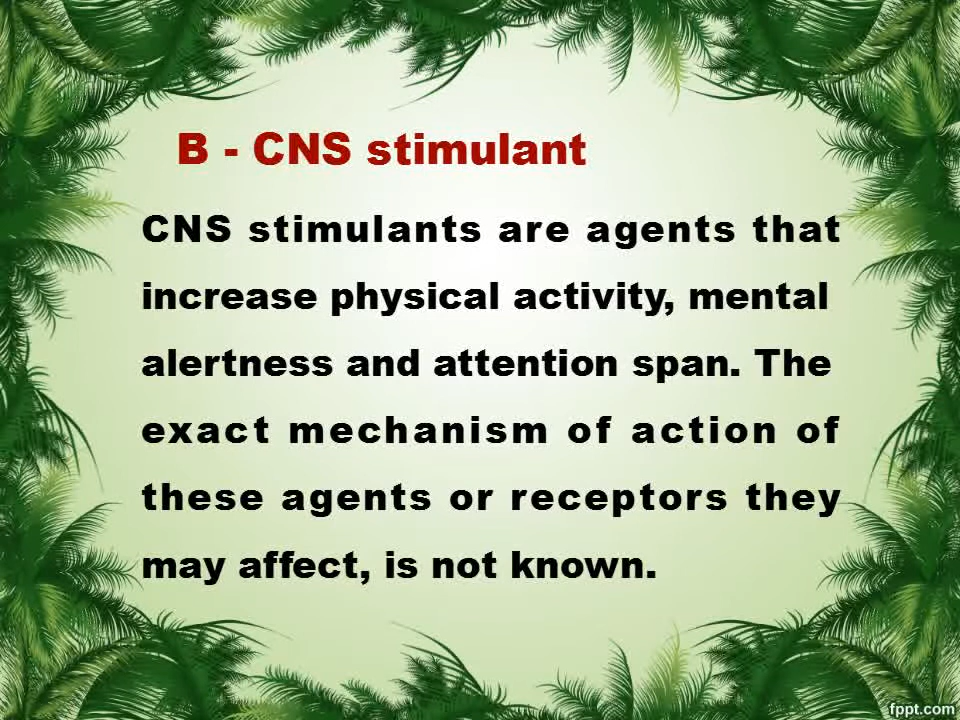 B - CNS stimulant
CNS stimulants are agents that
increase physical activity, mental
alertness and attention span. The
exact mechanism of action of
these agents or receptors they
may affect, is not known.
fppt.com